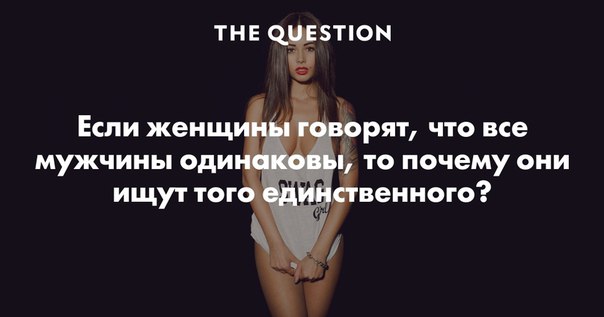 THE QUESTION
Если женщины говорят, что все
мужчины одинаковы, то почему они
ищут того единственного?